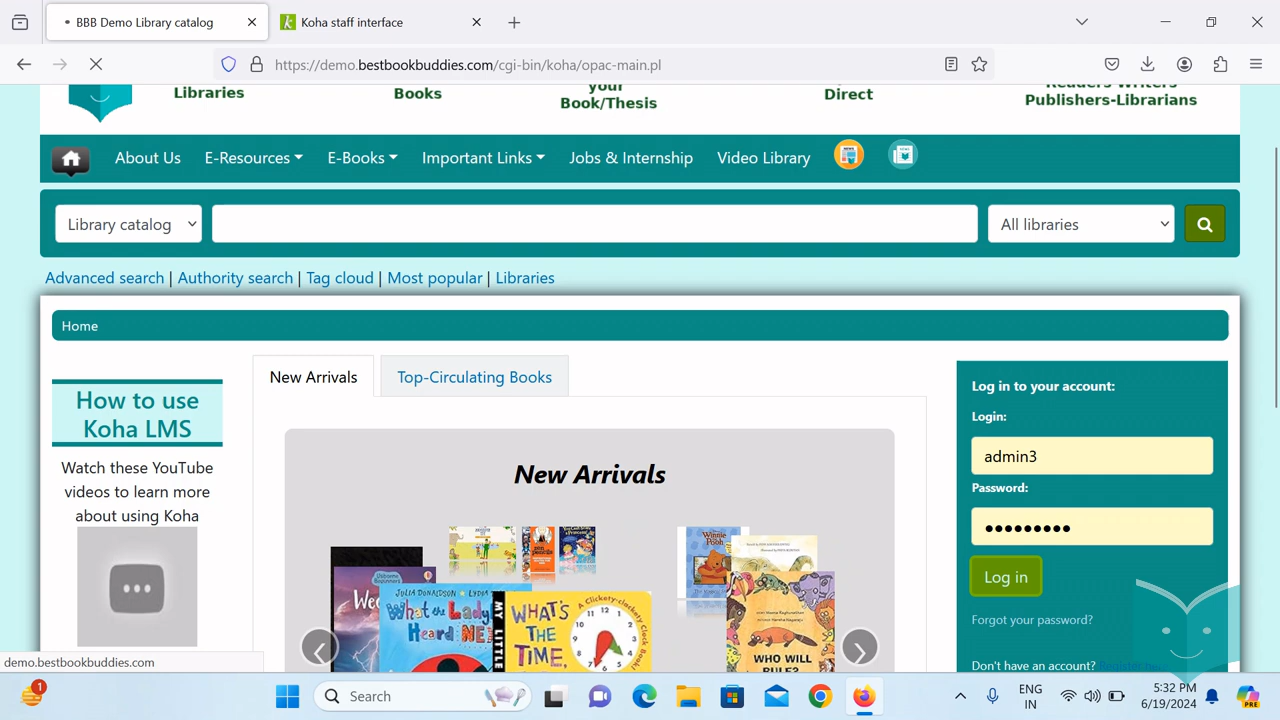 BBB Demo Library catalog
Koha staff interface
https://demo.bestbookbuddies.com/cgi-bin/koha/opac-main.pl
Libraries
Books
your
Book/Thesis
Direct
Readers-Writers
Publishers-Librarians
About Us
E-Resources
E-Books
Important Links
Jobs & Internship
Video Library
Library catalog
All libraries
Advanced search | Authority search | Tag cloud | Most popular | Libraries
Home
How to use
Koha LMS
Watch these YouTube
videos to learn more
about using Koha
New Arrivals
Top-Circulating Books
New Arrivals
Winnie
Pooh
JULIA DONALDSON
What the Lady
Heard
WHAT'S
THE
TIME,
A Clickety-clackety
WHO WILL
RULE?
Log in to your account:
Login:
admin3
Password:
Log in
Forgot your password?
Don't have an account?
demo.bestbookbuddies.com
1
Search
ENG
IN
5:32 PM
6/19/2024
PRE